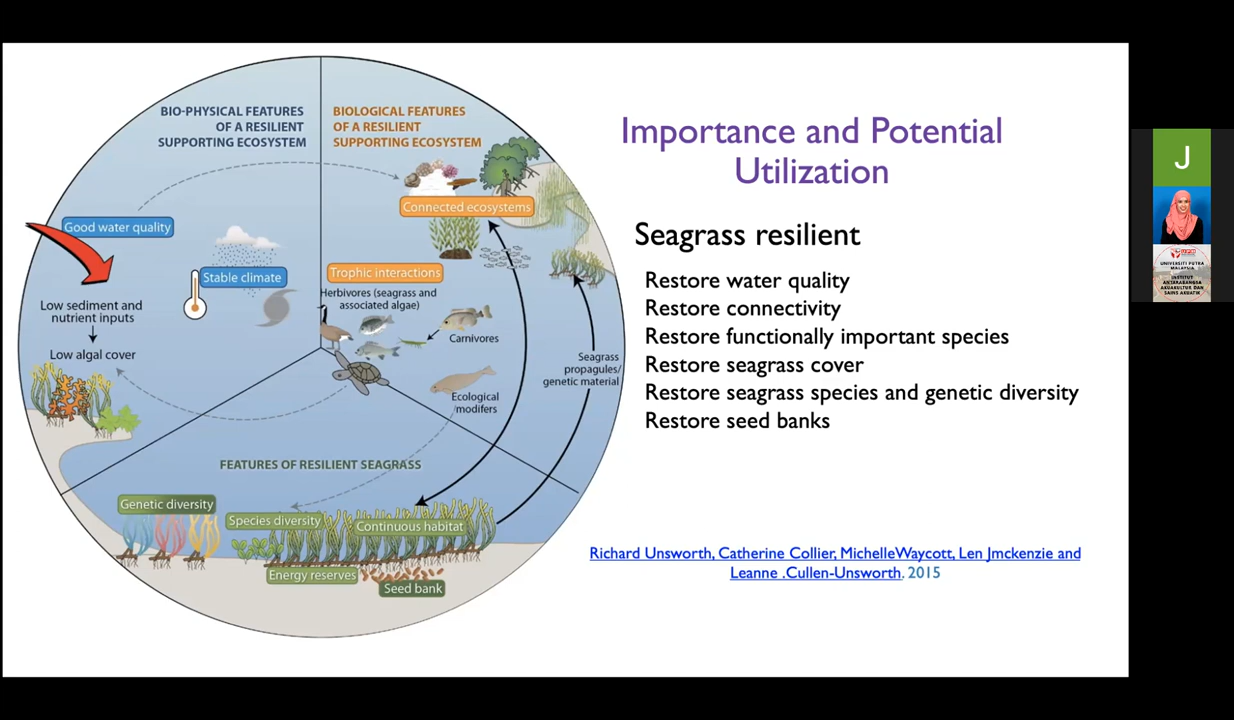 BIO-PHYSICAL FEATURES
OF A RESILIENT
SUPPORTING ECOSYSTEM
BIOLOGICAL FEATURES
OF A RESILIENT
SUPPORTING ECOSYSTEM
Connected ecosystems
Good water quality
Stable climate
Trophic interactions
Herbivores (seagrass and
associated algae)
Carnivores
Low sediment and
nutrient inputs
Low algal cover
Ecological
modifers
Seagrass
propagules/
genetic material
FEATURES OF RESILIENT SEAGRASS
Genetic diversity
Species diversity
Continuous habitat
Energy reserves
Seed bank
Importance and Potential
Utilization
Seagrass resilient
Restore water quality
Restore connectivity
Restore functionally important species
Restore seagrass cover
Restore seagrass species and genetic diversity
Restore seed banks
Richard Unsworth, Catherine Collier, MichelleWaycott, Len Jmckenzie and
Leanne .Cullen-Unsworth. 2015
J
UNIVERSITI PUTRA
MALAYSIA
INSTITUT
ANTARABANGSA
AKUAKULTUR DAN
SAINS AKUATIK